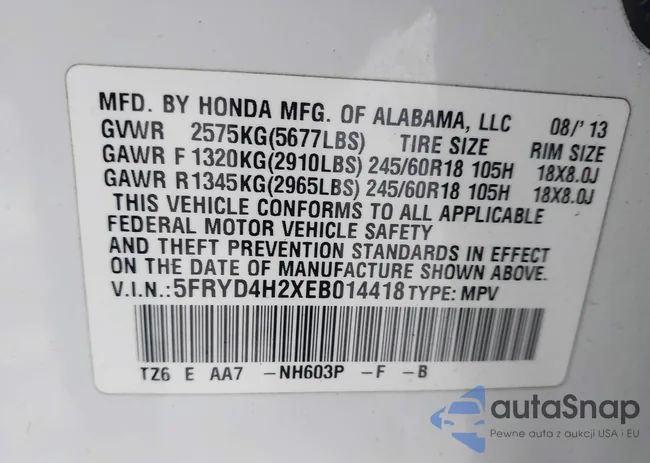 MFD. BY HONDA MFG. OF ALABAMA, LLC 08/'13
GVWR 2575KG(5677LBS) TIRE SIZE RIM SIZE
GAWR F 1320KG(2910LBS) 245/60R18 105H 18X8.0J
GAWR R1345KG(2965LBS) 245/60R18 105H 18X8.0J
THIS VEHICLE CONFORMS TO ALL APPLICABLE
FEDERAL MOTOR VEHICLE SAFETY
AND THEFT PREVENTION STANDARDS IN EFFECT
ON THE DATE OF MANUFACTURE SHOWN ABOVE.
V.I.N.:5FRYD4H2XEB014418 TYPE: MPV
TZ6 E AA7 -NH603P -F -B
autaSnap
Pewne auta z aukcji USA i EU